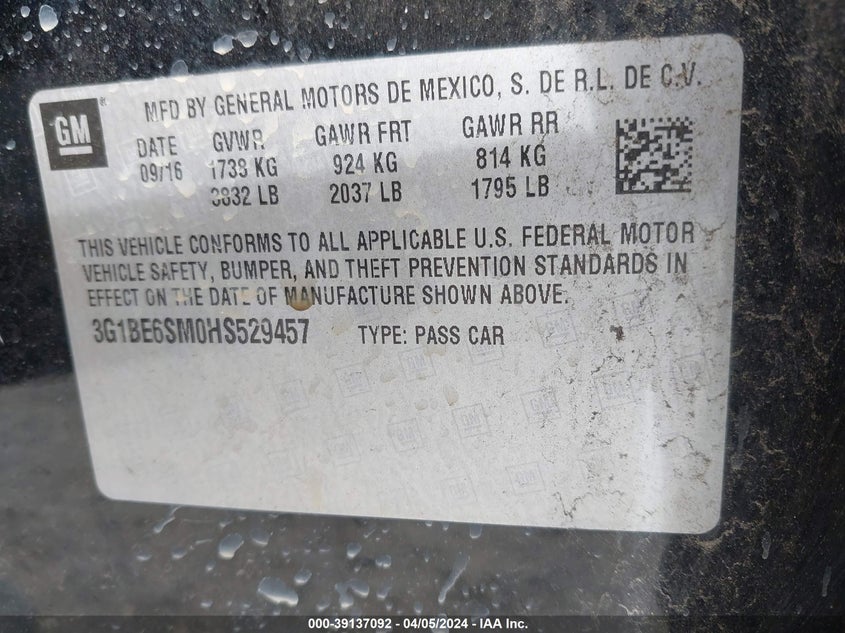 GM ®
MFD BY GENERAL MOTORS DE MEXICO, S. DE R.L. DE C.V.
DATE GVWR GAWR FRT GAWR RR
09/16 1738 KG 924 KG 814 KG
3832 LB 2037 LB 1795 LB
THIS VEHICLE CONFORMS TO ALL APPLICABLE U.S. FEDERAL MOTOR
VEHICLE SAFETY, BUMPER, AND THEFT PREVENTION STANDARDS IN
EFFECT ON THE DATE OF MANUFACTURE SHOWN ABOVE.
3G1BE6SM0HS529457 TYPE: PASS CAR
000-39137092 - 04/05/2024 - IAA Inc.